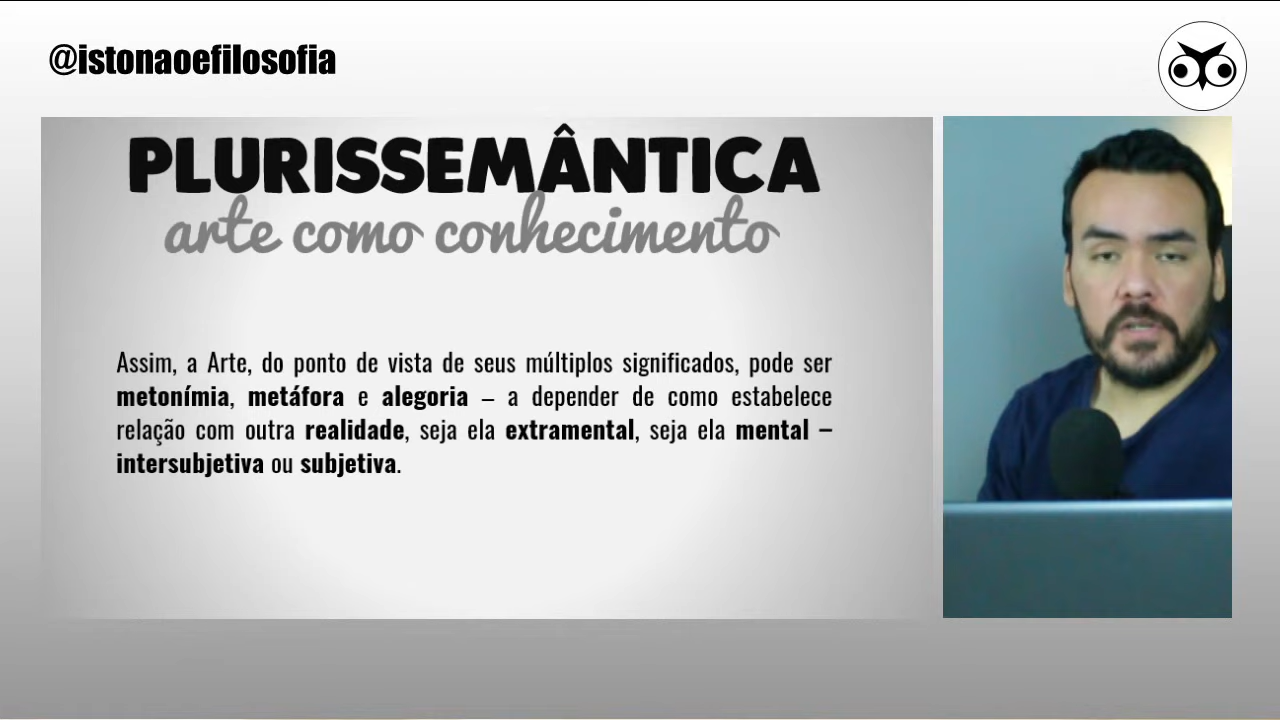 @istonaoefilosofia
PLURISSEMÂNTICA
arte como conhecimento
Assim, a Arte, do ponto de vista de seus múltiplos significados, pode ser
metonímia, metáfora e alegoria – a depender de como estabelece
relação com outra realidade, seja ela extramental, seja ela mental –
intersubjetiva ou subjetiva.